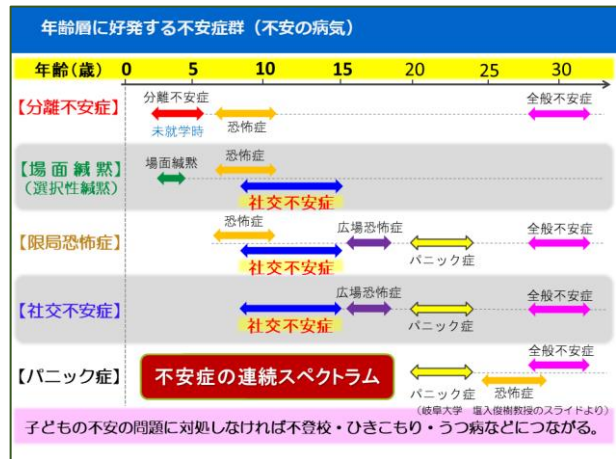 年齢層に好発する不安症群（不安の病気）
年齢(歳) 0 5 10 15 20 25 30
分離不安症 全般不安症
【分離不安症】
未就学時 恐怖症
恐怖症
【場面緘黙】 場面緘黙
（選択性緘黙）
社交不安症
恐怖症 広場恐怖症 全般不安症
【限局恐怖症】
社交不安症 パニック症
広場恐怖症 全般不安症
【社交不安症】
社交不安症 パニック症
全般不安症
【パニック症】 不安症の連続スペクトラム
パニック症 恐怖症
（岐阜大学　塩入俊樹教授のスライドより）
子どもの不安の問題に対処しなければ不登校・ひきこもり・うつ病などにつながる。